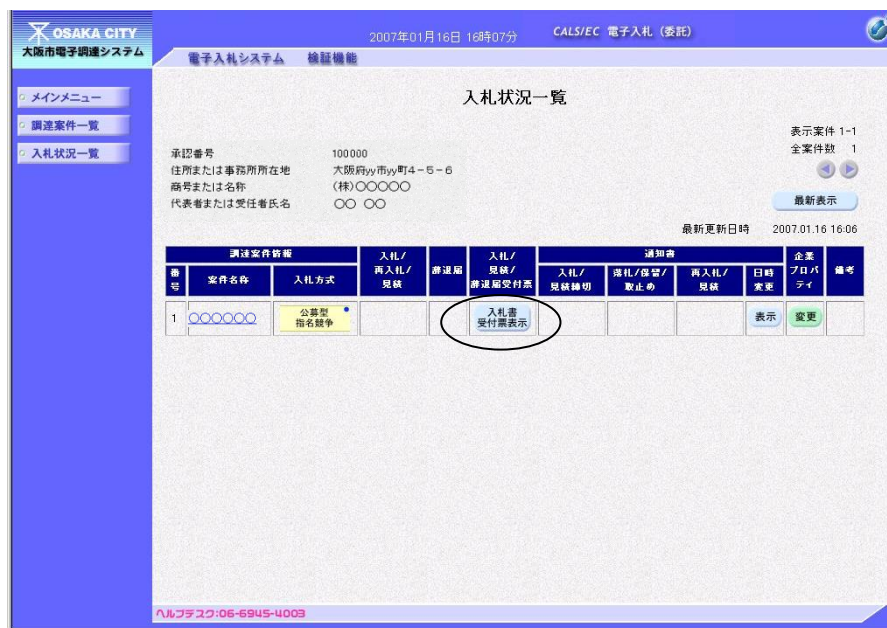 OSAKA CITY
大阪市電子調達システム
2007年01月16日 16時07分
CALS/EC 電子入札（委託）
電子入札システム 検証機能
メインメニュー
調達案件一覧
入札状況一覧
入札状況一覧
表示案件 1-1
全案件数 1
承認番号 100000
住所または事務所所在地 大阪府yy市yy町4－5－6
商号または名称 (株)○○○○○
代表者または受任者氏名 ○○ ○○
最新表示
最新更新日時 2007.01.16 16:06
調達案件情報
入札/
再入札/
見積
辞退届
入札/
見積/
辞退届受付票
通知書
企業
プロパ
ティ
備考
番
号
案件名称
入札方式
入札/
見積締切
落札/保留/
取止め
再入札/
見積
日時
変更
1 ○○○○○○
公募型
指名競争
入札書
受付票表示
表示
変更
ヘルプデスク:06-6945-4003